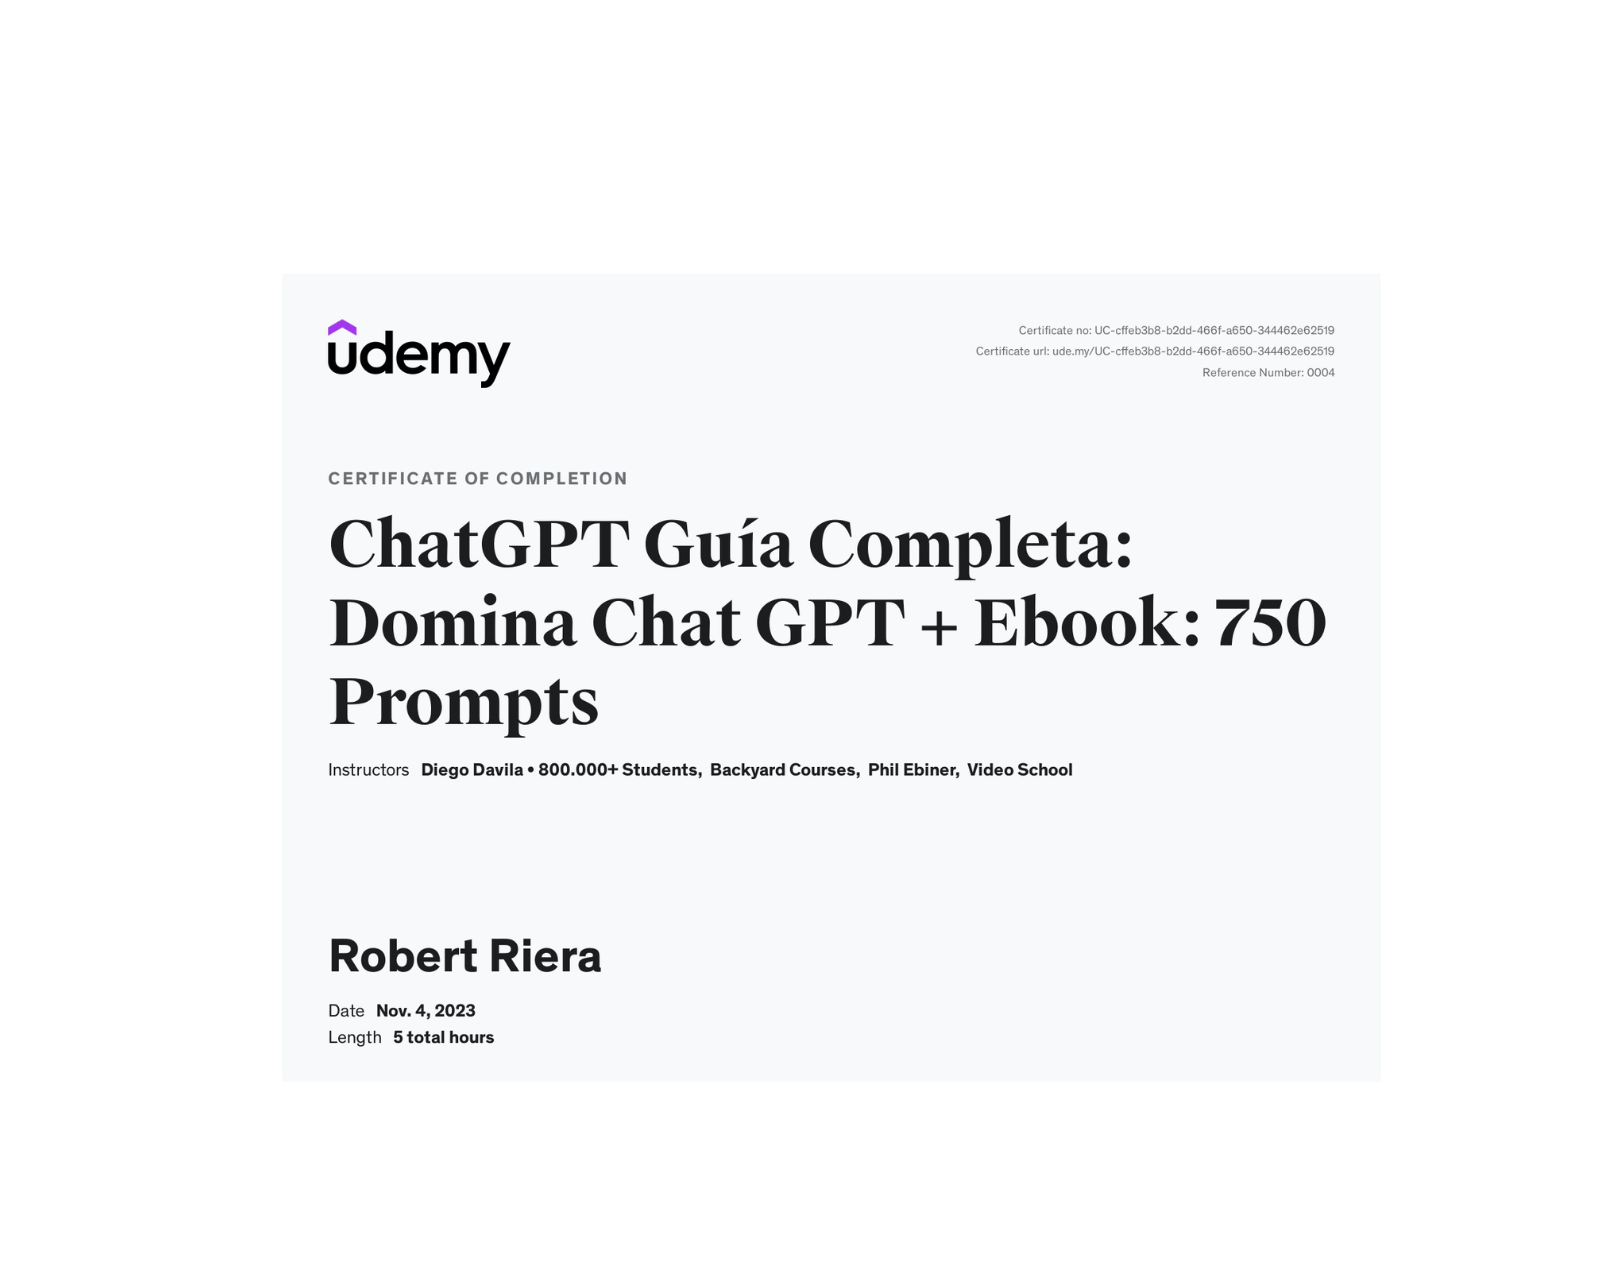 udemy
Certificate no: UC-cffeb3b8-b2dd-466f-a650-344462e62519
Certificate url: ude.my/UC-cffeb3b8-b2dd-466f-a650-344462e62519
Reference Number: 0004
CERTIFICATE OF COMPLETION
ChatGPT Guía Completa:
Domina Chat GPT + Ebook: 750
Prompts
Instructors Diego Davila • 800.000+ Students, Backyard Courses, Phil Ebiner, Video School
Robert Riera
Date Nov. 4, 2023
Length 5 total hours